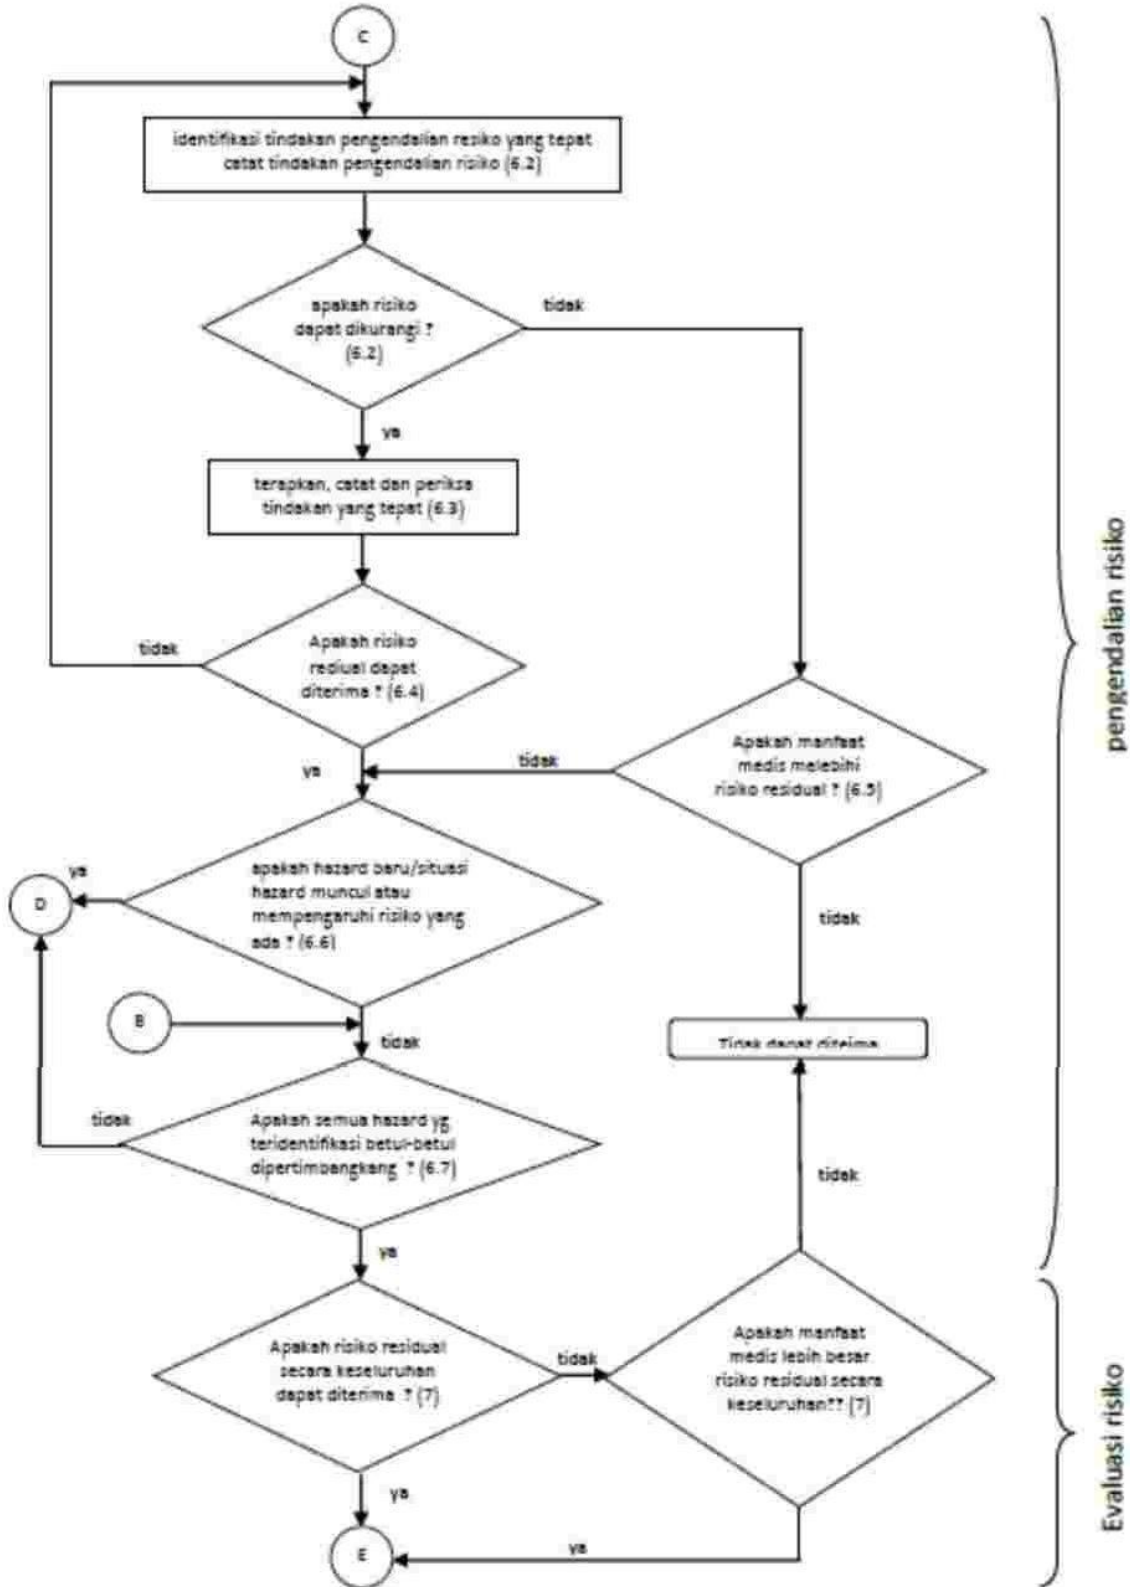 C
identifikasi tindakan pengendalian resiko yang tepat
catat tindakan pengendalian risiko (6.2)
apakah risiko
dapat dikurangi ?
(6.2)
tidak
ya
terapkan, catat dan periksa
tindakan yang tepat (6.3)
tidak
Apakah risiko
rediual dapat
diterima ? (6.4)
ya
tidak
Apakah manfaat
medis melebihi
risiko residual ? (6.5)
ya
D
apakah hazard baru/situasi
hazard muncul atau
mempengaruhi risiko yang
ada ? (6.6)
tidak
B
tidak
Tidak dapat diteima
tidak
Apakah semua hazard yg
teridentifikasi betul-betul
dipertimbangkang ? (6.7)
tidak
ya
Apakah risiko residual
secara keseluruhan
dapat diterima ? (7)
tidak
Apakah manfaat
medis lebih besar
risiko residual secara
keseluruhan?? (7)
ya
E
ya
pengendalian risiko
Evaluasi risiko